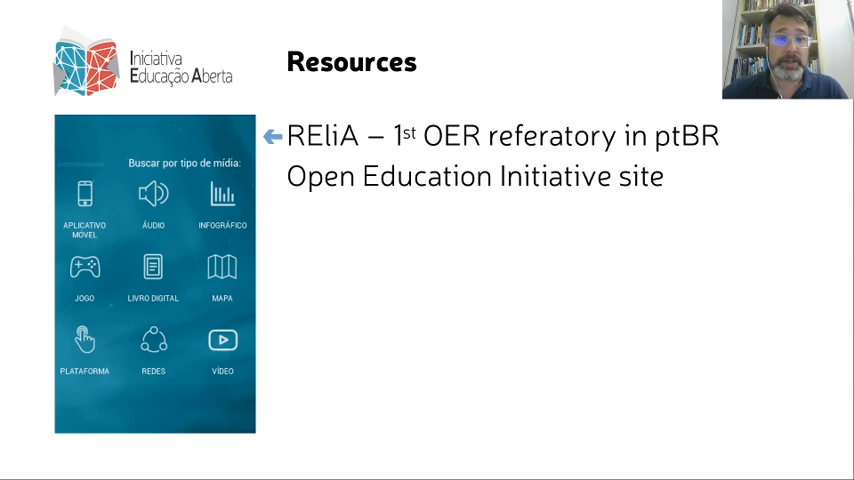 Iniciativa
Educação Aberta
Resources
REliA – 1st OER referatory in ptBR
Open Education Initiative site
Buscar por tipo de mídia:
APLICATIVO
MÓVEL
ÁUDIO
INFOGRÁFICO
JOGO
LIVRO DIGITAL
MAPA
PLATAFORMA
REDES
VÍDEO